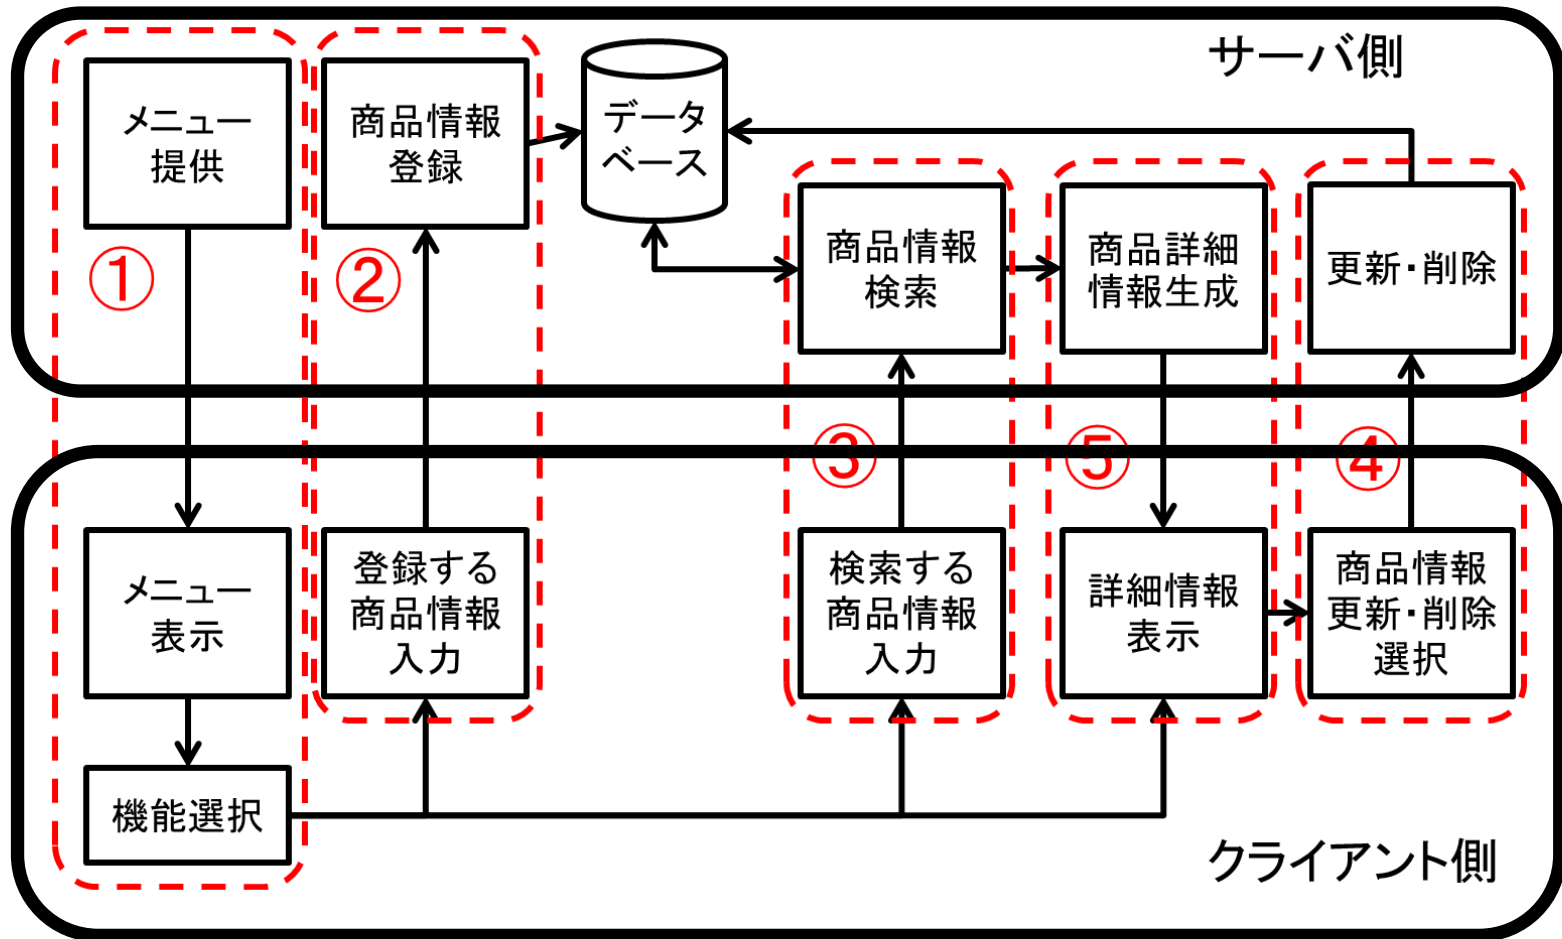 サーバ側
メニュー
提供
①
商品情報
登録
②
データ
ベース
商品情報
検索
商品詳細
情報生成
更新・削除
③
⑤
④
メニュー
表示
機能選択
登録する
商品情報
入力
検索する
商品情報
入力
詳細情報
表示
商品情報
更新・削除
選択
クライアント側